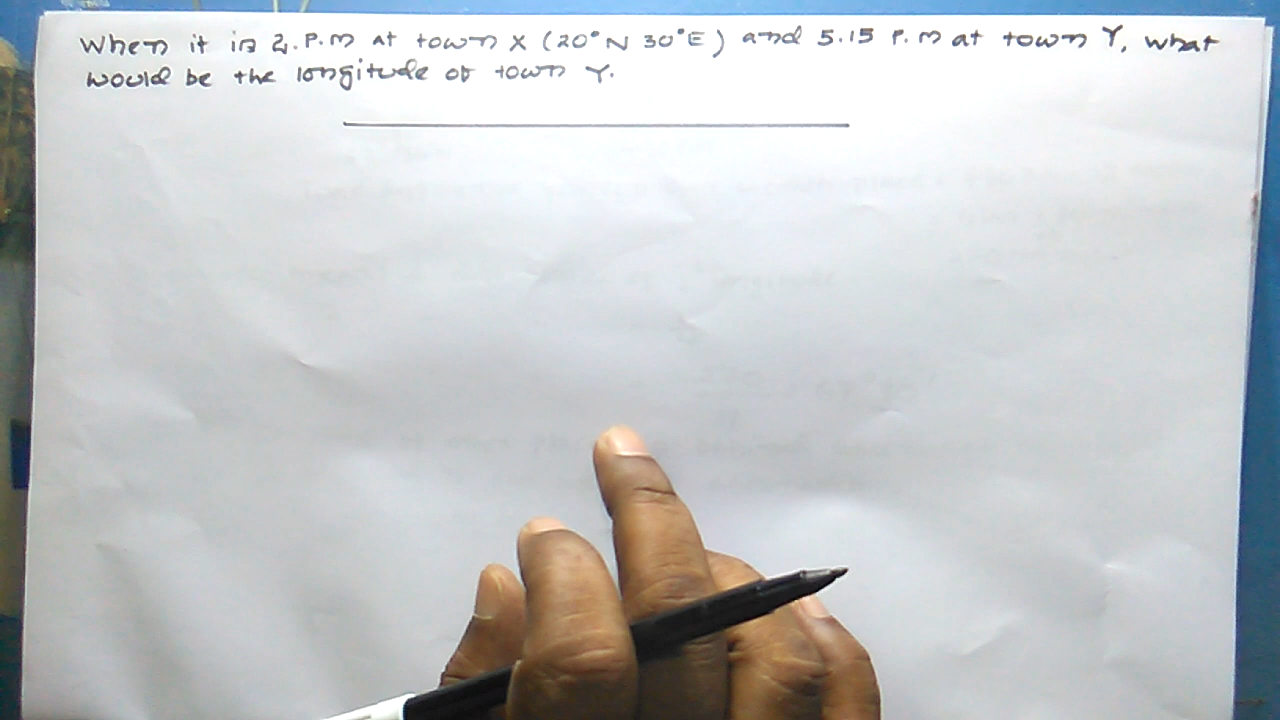 When it is 2. P.m at town X (20°N 30°E) and 5.15 P.m at town Y, what
would be the longitude of town Y.